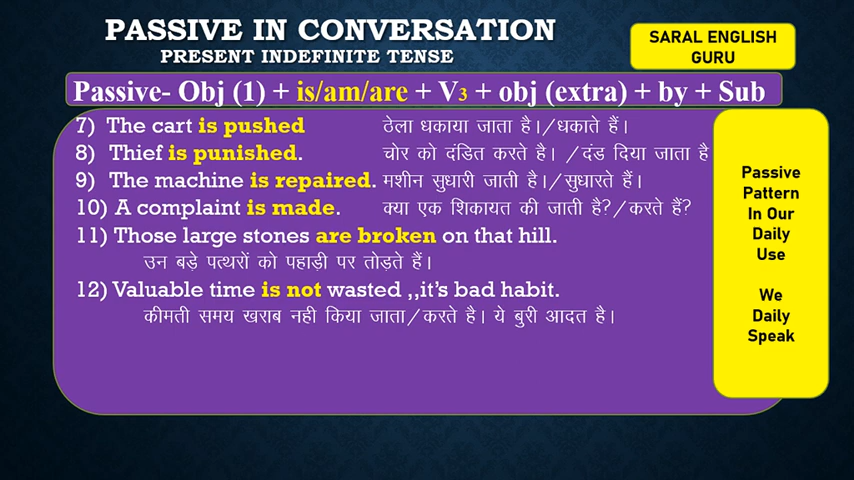 PASSIVE IN CONVERSATION
PRESENT INDEFINITE TENSE
SARAL ENGLISH
GURU
Passive- Obj (1) + is/am/are + V3 + obj (extra) + by + Sub
7) The cart is pushed ठेला धकाया जाता है।/धकाते हैं।
8) Thief is punished. चोर को दंडित करते है। /दंड दिया जाता है
9) The machine is repaired. मशीन सुधारी जाती है।/सुधारते हैं।
10) A complaint is made. क्या एक शिकायत की जाती है?/करते हैं?
11) Those large stones are broken on that hill.
उन बड़े पत्थरों को पहाड़ी पर तोड़ते हैं।
12) Valuable time is not wasted ,,it's bad habit.
कीमती समय खराब नही किया जाता/करते है। ये बुरी आदत है।
Passive
Pattern
In Our
Daily
Use
We
Daily
Speak